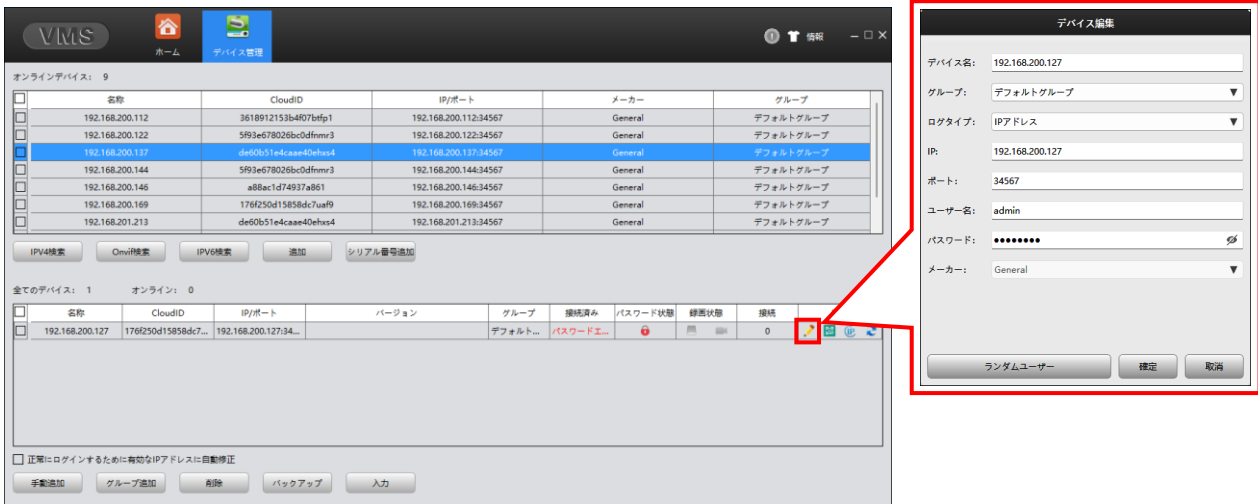 VMS
ホーム
デバイス管理
情報
オンラインデバイス： 9
名称 CloudID IP/ポート メーカー グループ
192.168.200.112 3618912153b4f07btfp1 192.168.200.112:34567 General デフォルトグループ
192.168.200.122 5f93e678026bc0dfnmr3 192.168.200.122:34567 General デフォルトグループ
192.168.200.137 de60b51e4caae40ehxs4 192.168.200.137:34567 General デフォルトグループ
192.168.200.144 5f93e678026bc0dfnmr3 192.168.200.144:34567 General デフォルトグループ
192.168.200.146 a88ac1d74937a861 192.168.200.146:34567 General デフォルトグループ
192.168.200.169 176f250d15858dc7uaf9 192.168.200.169:34567 General デフォルトグループ
192.168.201.213 de60b51e4caae40ehxs4 192.168.201.213:34567 General デフォルトグループ
IPV4検索 Onvif検索 IPV6検索 追加 シリアル番号追加
全てのデバイス： 1 オンライン： 0
名称 CloudID IP/ポート バージョン グループ 接続済み パスワード状態 録画状態 接続
192.168.200.127 176f250d15858dc7... 192.168.200.127:34... デフォルト... パスワードエ... 0
正常にログインするために有効なIPアドレスに自動修正
手動追加 グループ追加 削除 バックアップ 入力
デバイス編集
デバイス名： 192.168.200.127
グループ： デフォルトグループ
ログタイプ： IPアドレス
IP: 192.168.200.127
ポート： 34567
ユーザー名： admin
パスワード： ●●●●●●●●
メーカー： General
ランダムユーザー 確定 取消